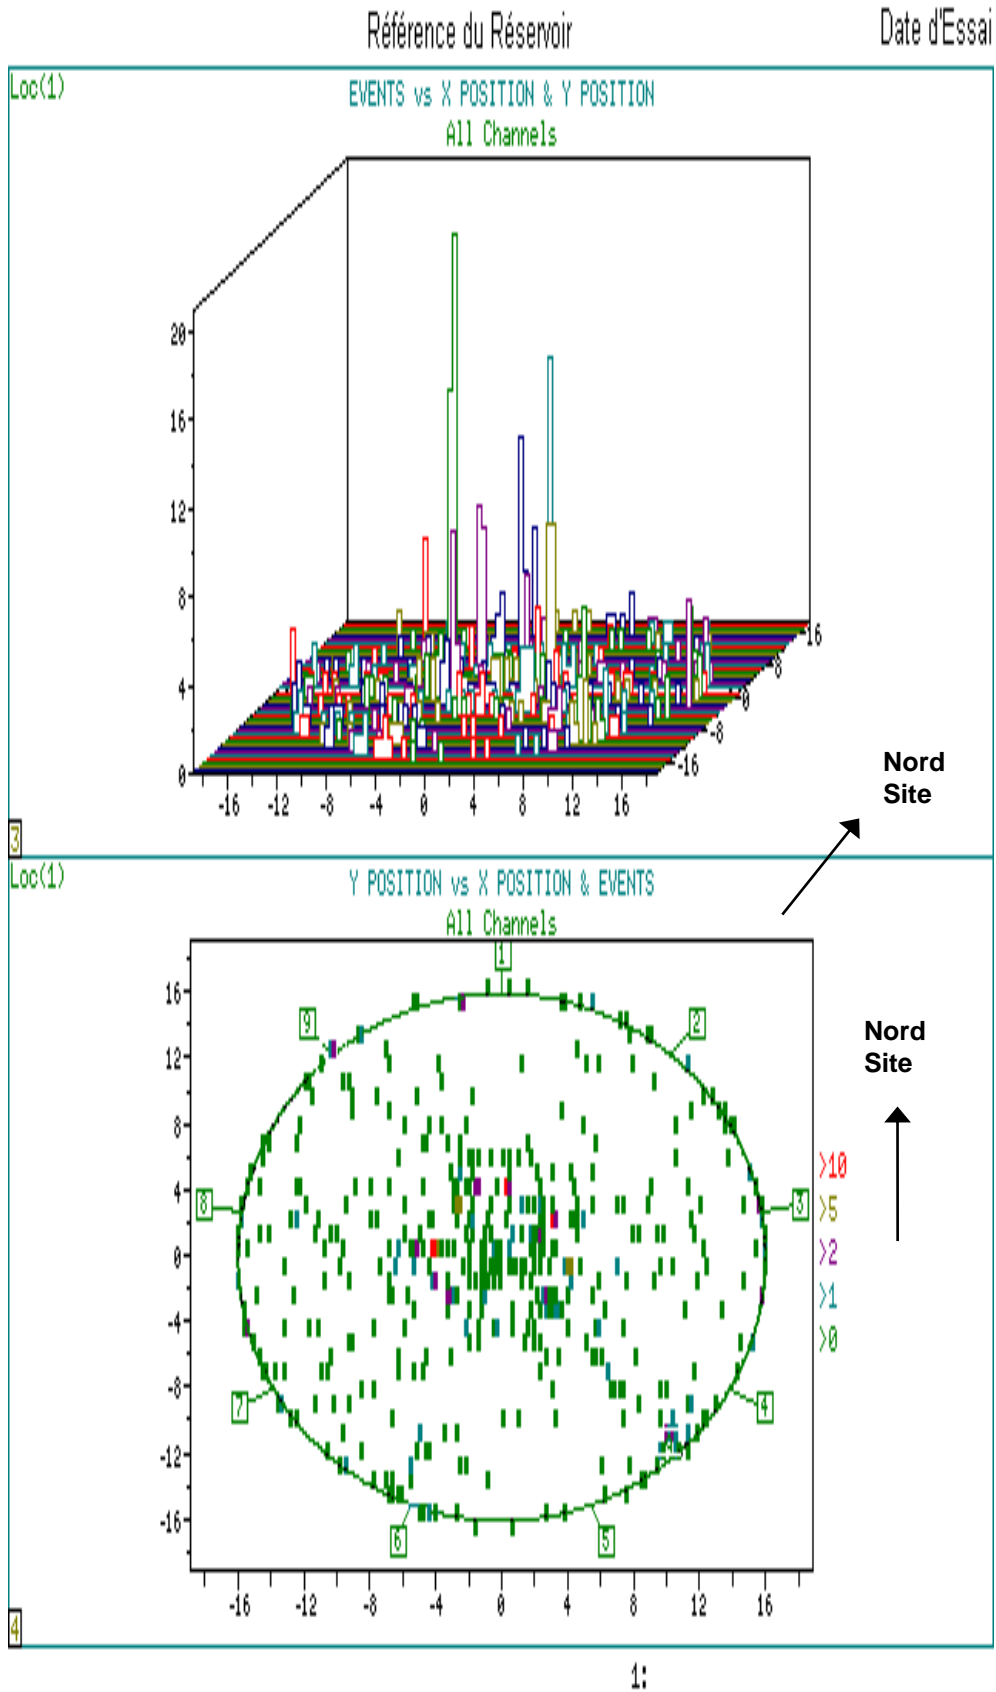 Référence du Réservoir
Date d'Essai
Loc(1)
EVENTS vs X POSITION & Y POSITION
All Channels
20
16
12
8
4
0
-16 -12 -8 -4 0 4 8 12 16
16
8
0
-8
-16
Nord
Site
3
Loc(1)
Y POSITION vs X POSITION & EVENTS
All Channels
16
12
8
4
0
-4
-8
-12
-16
1
2
3
4
5
6
7
8
9
Nord
Site
>10
>5
>2
>1
>0
-16 -12 -8 -4 0 4 8 12 16
4
1: